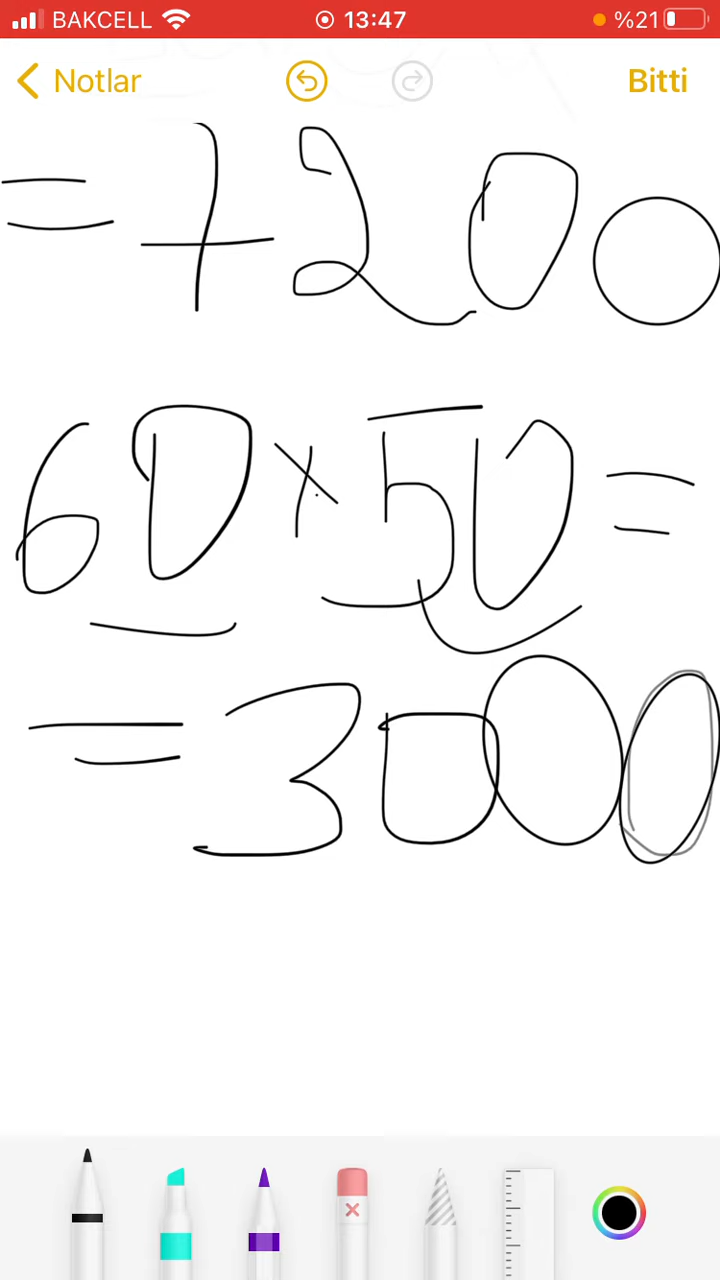 BAKCELL 13:47 %21
Notlar Bitti
= 7200
60 x 50 =
= 3000